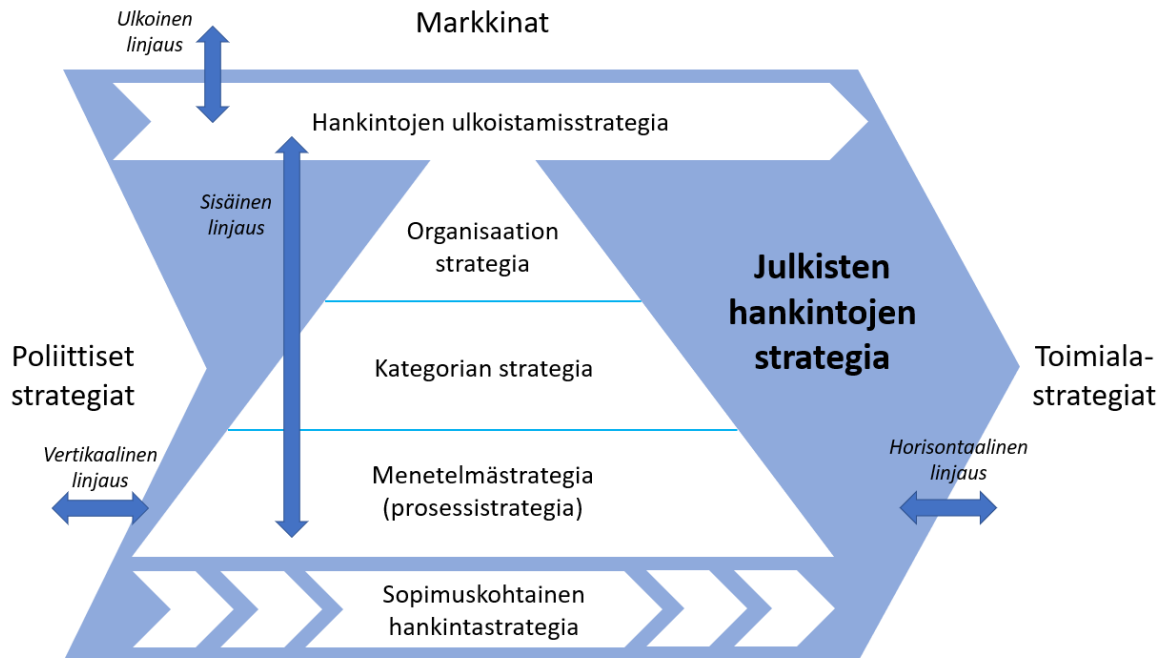 Ulkoinen
linjaus
Markkinat
Hankintojen ulkoistamisstrategia
Sisäinen
linjaus
Organisaation
strategia
Julkisten
hankintojen
strategia
Poliittiset
strategiat
Kategorian strategia
Toimiala-
strategiat
Vertikaalinen
linjaus
Menetelmästrategia
(prosessistrategia)
Horisontaalinen
linjaus
Sopimuskohtainen
hankintastrategia